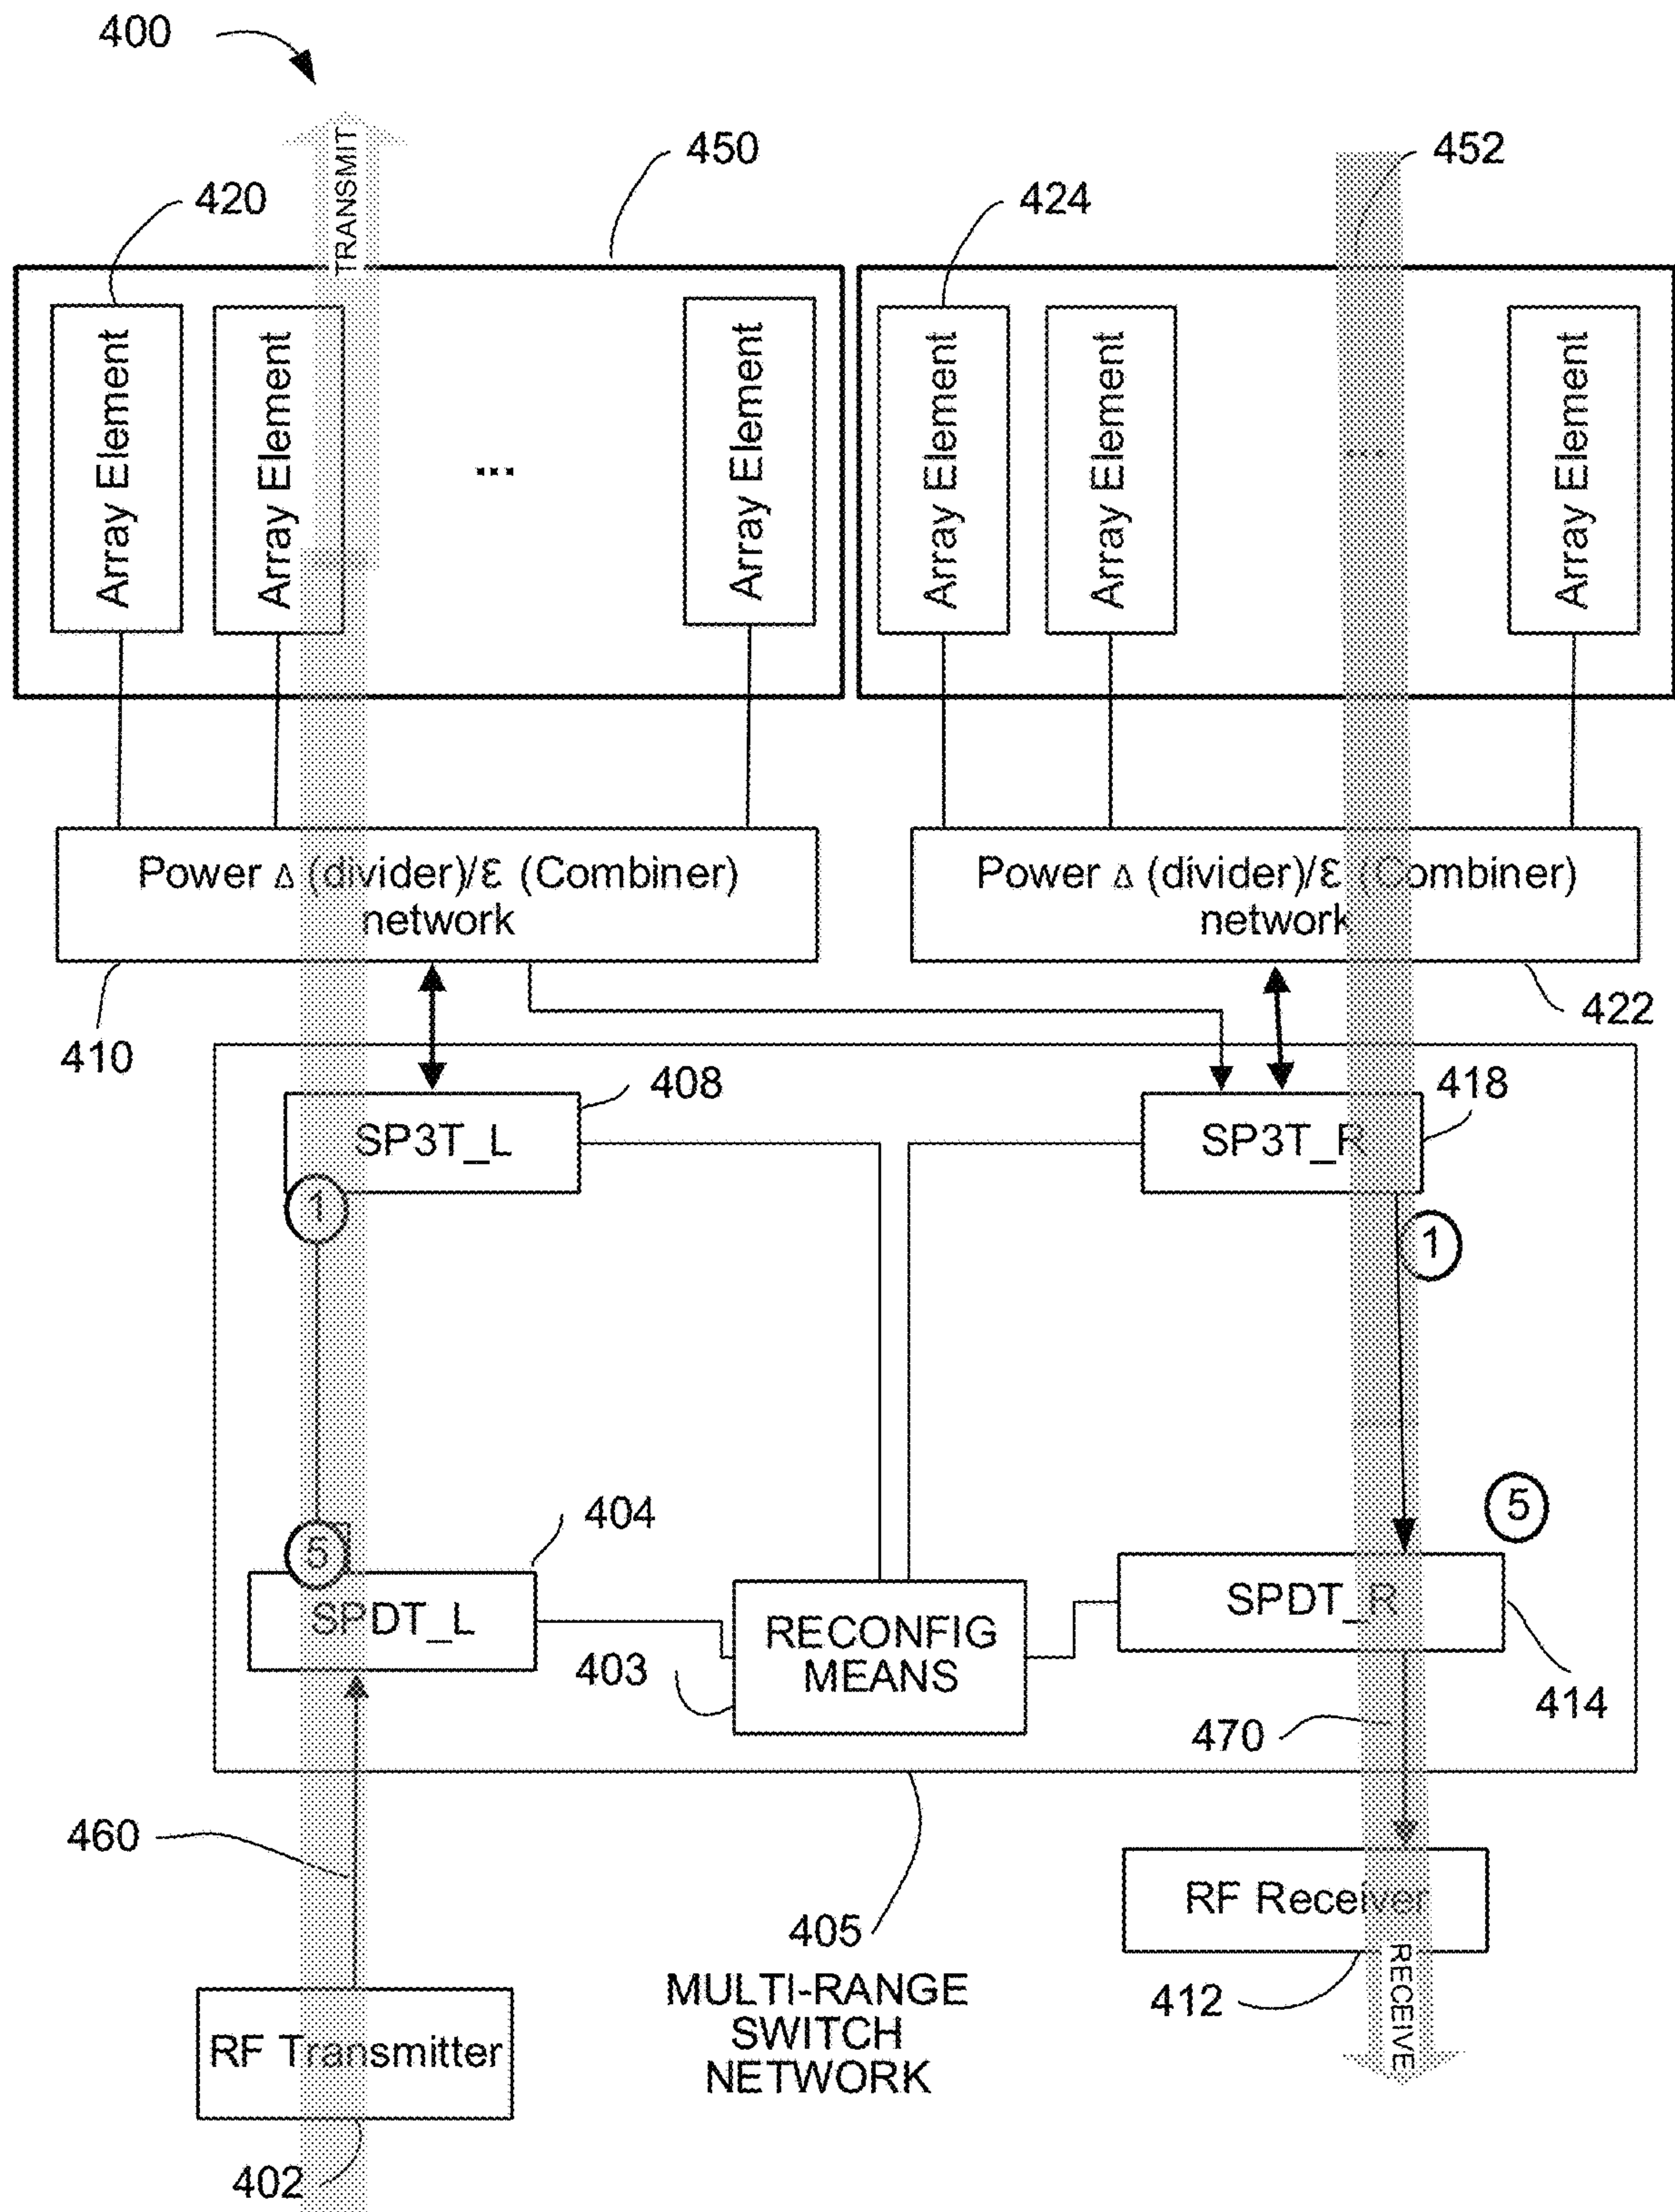 400
TRANSMIT
450
452
420
424
Array Element
Array Element
...
Array Element
Array Element
Array Element
...
Array Element
Power Δ (divider)/ε (Combiner)
network
Power Δ (divider)/ε (Combiner)
network
410
422
408
418
SP3T_L
SP3T_R
1
1
5
5
404
SPDT_L
RECONFIG
MEANS
SPDT_R
403
414
470
460
RF Receiver
405
MULTI-RANGE
SWITCH
NETWORK
412
RECEIVE
RF Transmitter
402